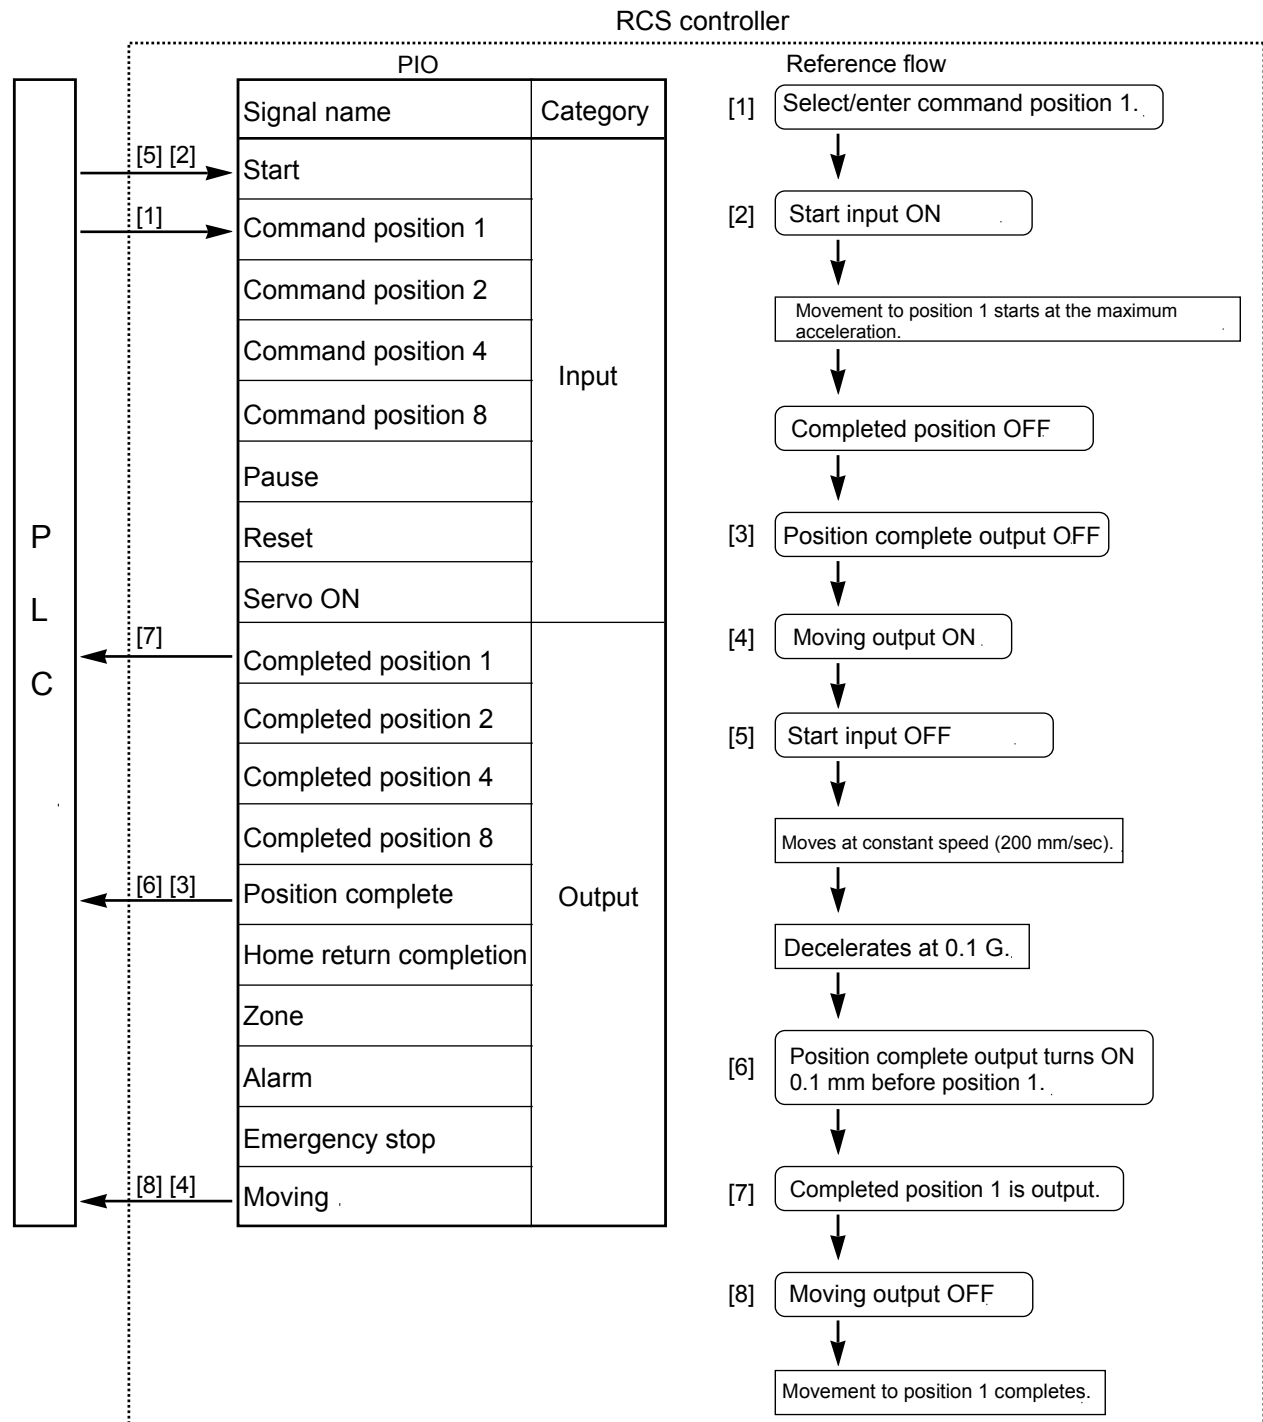 RCS controller
PIO
Signal name
Category
[5] [2]
Start
[1]
Command position 1
Command position 2
Command position 4
Command position 8
Input
Pause
Reset
Servo ON
P
L
C
[7]
Completed position 1
Completed position 2
Completed position 4
Completed position 8
[6] [3]
Position complete
Output
Home return completion
Zone
Alarm
Emergency stop
[8] [4]
Moving
Reference flow
[1]
Select/enter command position 1.
[2]
Start input ON
Movement to position 1 starts at the maximum
acceleration.
Completed position OFF
[3]
Position complete output OFF
[4]
Moving output ON
[5]
Start input OFF
Moves at constant speed (200 mm/sec).
Decelerates at 0.1 G.
[6]
Position complete output turns ON
0.1 mm before position 1.
[7]
Completed position 1 is output.
[8]
Moving output OFF
Movement to position 1 completes.